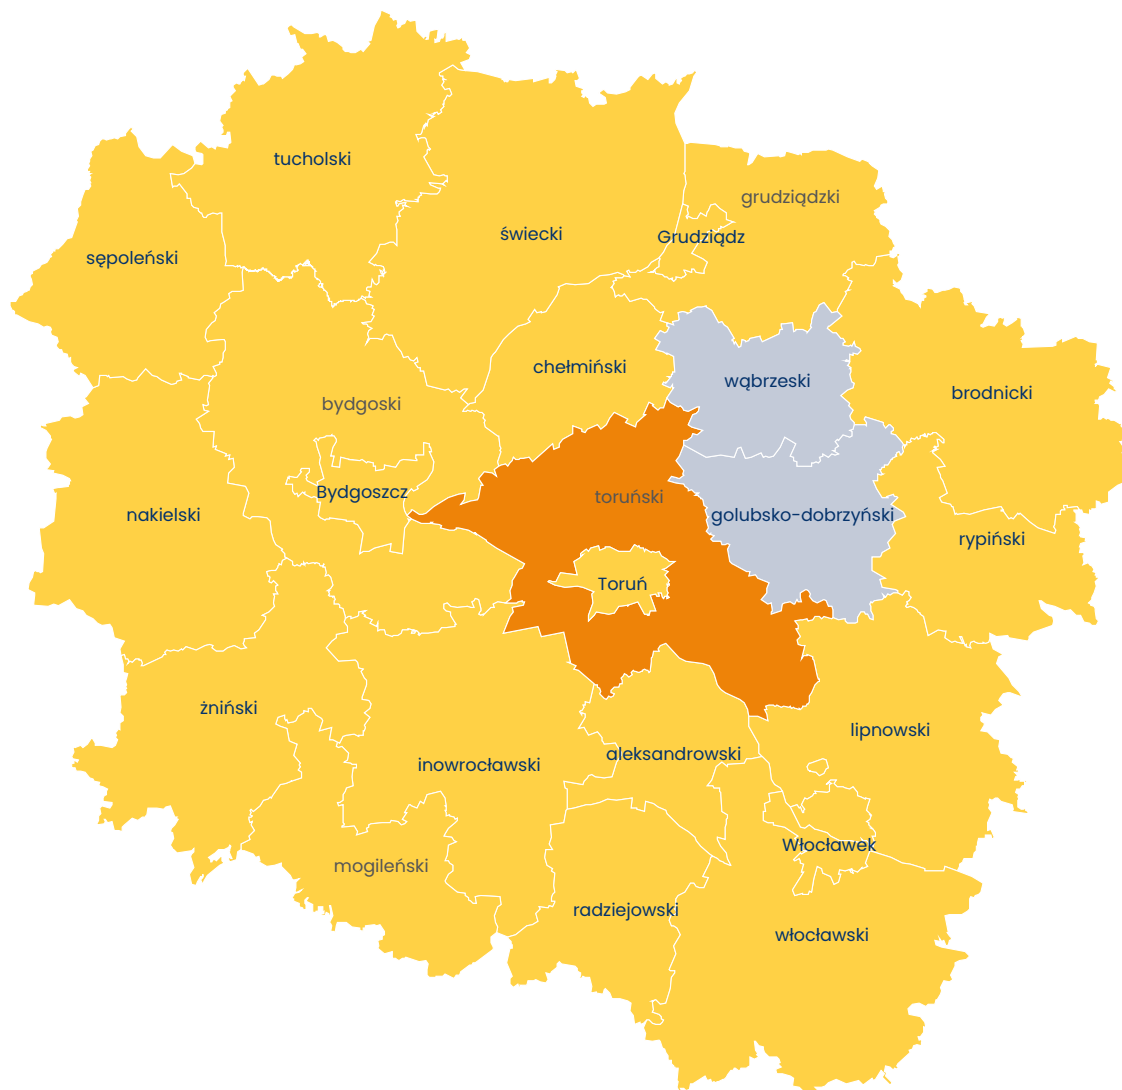 tucholski
grudziądzki
świecki
Grudziądz
sępoleński
chełmiński
wąbrzeski
brodnicki
bydgoski
Bydgoszcz
toruński
nakielski
golubsko-dobrzyński
rypiński
Toruń
żniński
lipnowski
aleksandrowski
inowrocławski
Włocławek
mogileński
radziejowski
włocławski